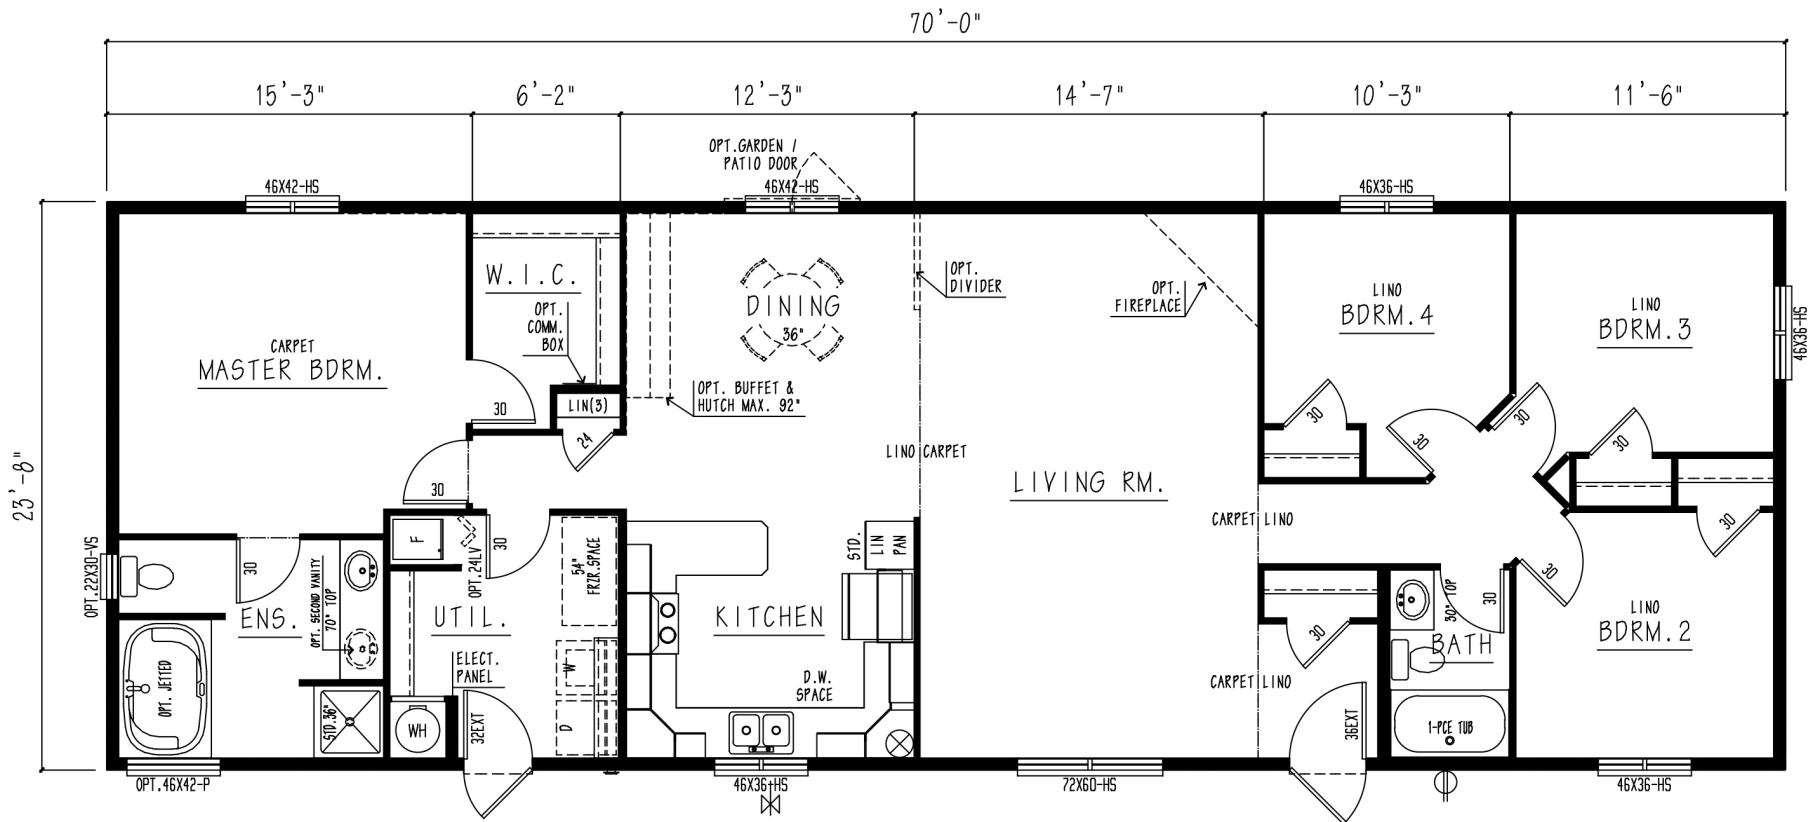 70'-0"
15'-3"
6'-2"
12'-3"
14'-7"
10'-3"
11'-6"
OPT.GARDEN /
PATIO DOOR
46X42-HS
46X42-HS
46X36-HS
23'-8"
W.I.C.
OPT.
COMM.
BOX
DINING
36"
OPT.
DIVIDER
OPT.
FIREPLACE
LINO
BDRM.4
LINO
BDRM.3
46X36-HS
CARPET
MASTER BDRM.
30
LIN(3)
24
OPT. BUFFET &
HUTCH MAX. 92"
30
30
30
30
30
LINO CARPET
LIVING RM.
CARPET LINO
OPT.22X30-VS
30
F
OPT.24LV
30
54"
FRZR.SPACE
STD.
LIN
PAN
30
30
ENS.
OPT. SECOND VANITY
70" TOP
UTIL.
KITCHEN
30
30" TOP
30
BATH
LINO
BDRM.2
ELECT.
PANEL
W
D
D.W.
SPACE
CARPET LINO
OPT. JETTED
STD.36"
WH
32EXT
36EXT
1-PCE TUB
OPT.46X42-P
46X36-HS
72X60-HS
46X36-HS